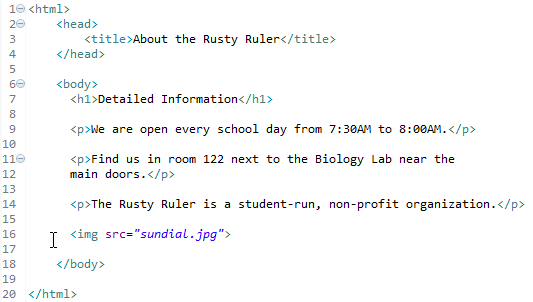 1 <html>
2 <head>
3 <title>About the Rusty Ruler</title>
4 </head>
5
6 <body>
7 <h1>Detailed Information</h1>
8
9 <p>We are open every school day from 7:30AM to 8:00AM.</p>
10
11 <p>Find us in room 122 next to the Biology Lab near the
12 main doors.</p>
13
14 <p>The Rusty Ruler is a student-run, non-profit organization.</p>
15
16 <img src="sundial.jpg">
17
18 </body>
19
20 </html>